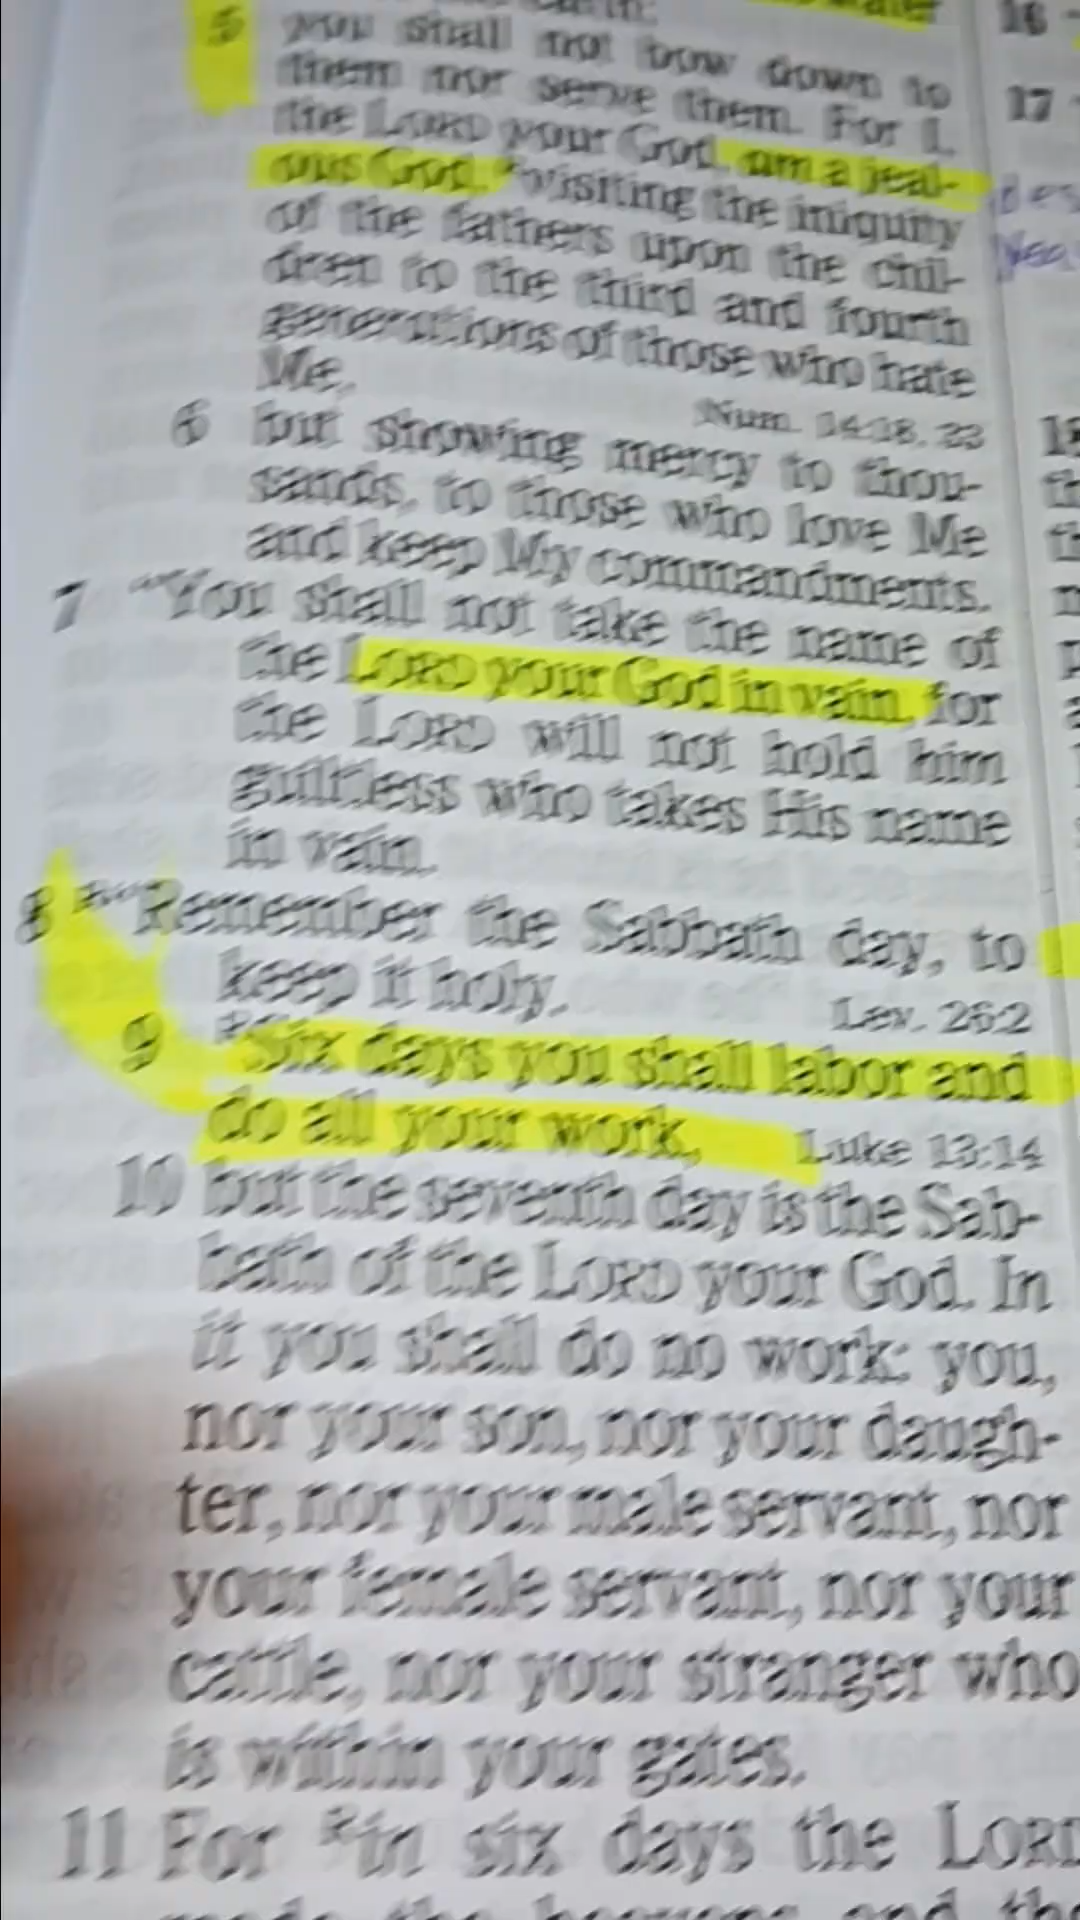 5 you shall not bow down to
them nor serve them. For I,
the LORD your God, am a jeal-
ous God, visiting the iniquity
of the fathers upon the chil-
dren to the third and fourth
generations of those who hate
Me,
Num. 14:18, 33
6 but showing mercy to thou-
sands, to those who love Me
and keep My commandments.
7 "You shall not take the name of
the LORD your God in vain, for
the LORD will not hold him
guiltless who takes His name
in vain.
8 "Remember the Sabbath day, to
keep it holy. Lev. 26:2
9 Six days you shall labor and
do all your work, Luke 13:14
10 but the seventh day is the Sab-
bath of the LORD your God. In
it you shall do no work: you,
nor your son, nor your daugh-
ter, nor your male servant, nor
your female servant, nor your
cattle, nor your stranger who
is within your gates.
11 For in six days the LORD
made the heavens and the
16
17